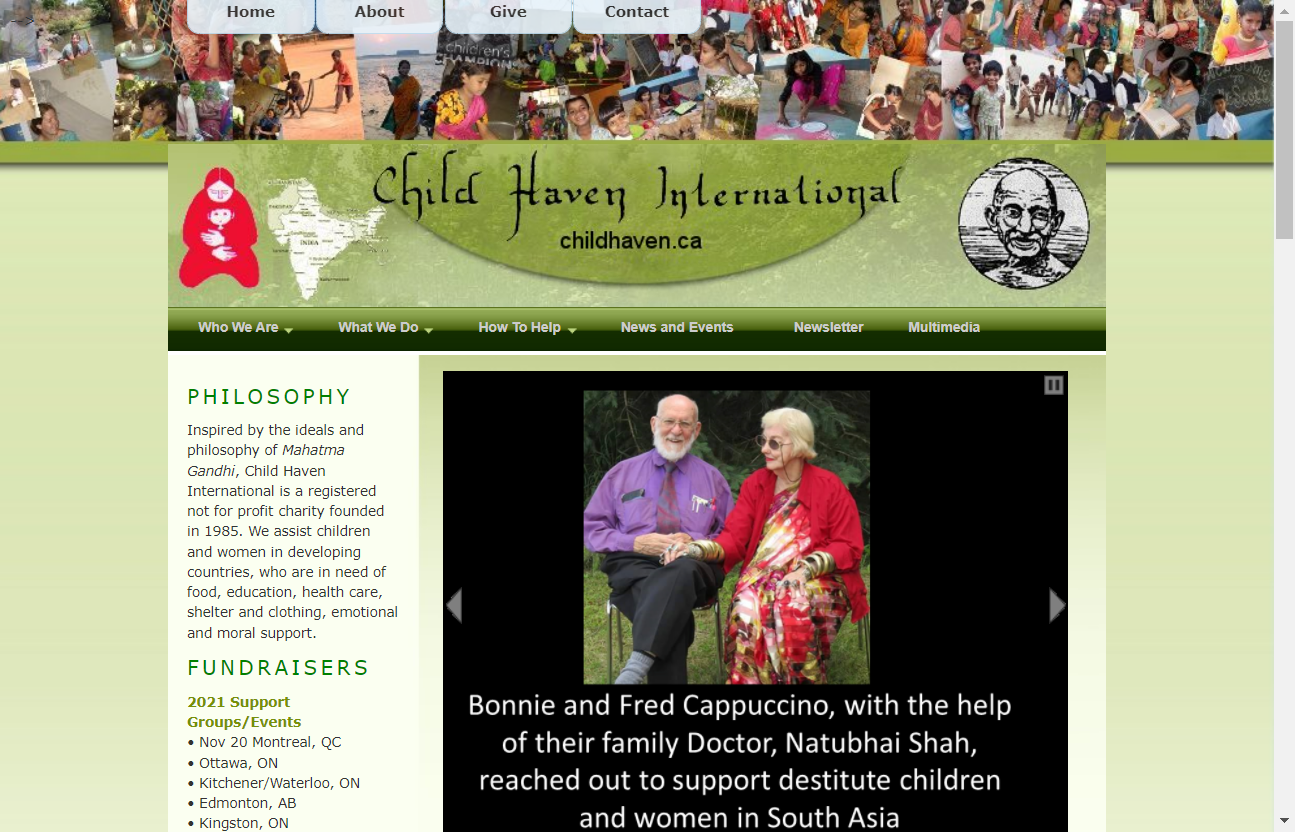 Home
About
Give
Contact
children's
CHAMPION
Child Haven International
childhaven.ca
INDIA
Who We Are
What We Do
How To Help
News and Events
Newsletter
Multimedia
PHILOSOPHY
Inspired by the ideals and
philosophy of Mahatma
Gandhi, Child Haven
International is a registered
not for profit charity founded
in 1985. We assist children
and women in developing
countries, who are in need of
food, education, health care,
shelter and clothing, emotional
and moral support.
FUNDRAISERS
2021 Support
Groups/Events
• Nov 20 Montreal, QC
• Ottawa, ON
• Kitchener/Waterloo, ON
• Edmonton, AB
• Kingston, ON
Bonnie and Fred Cappuccino, with the help
of their family Doctor, Natubhai Shah,
reached out to support destitute children
and women in South Asia